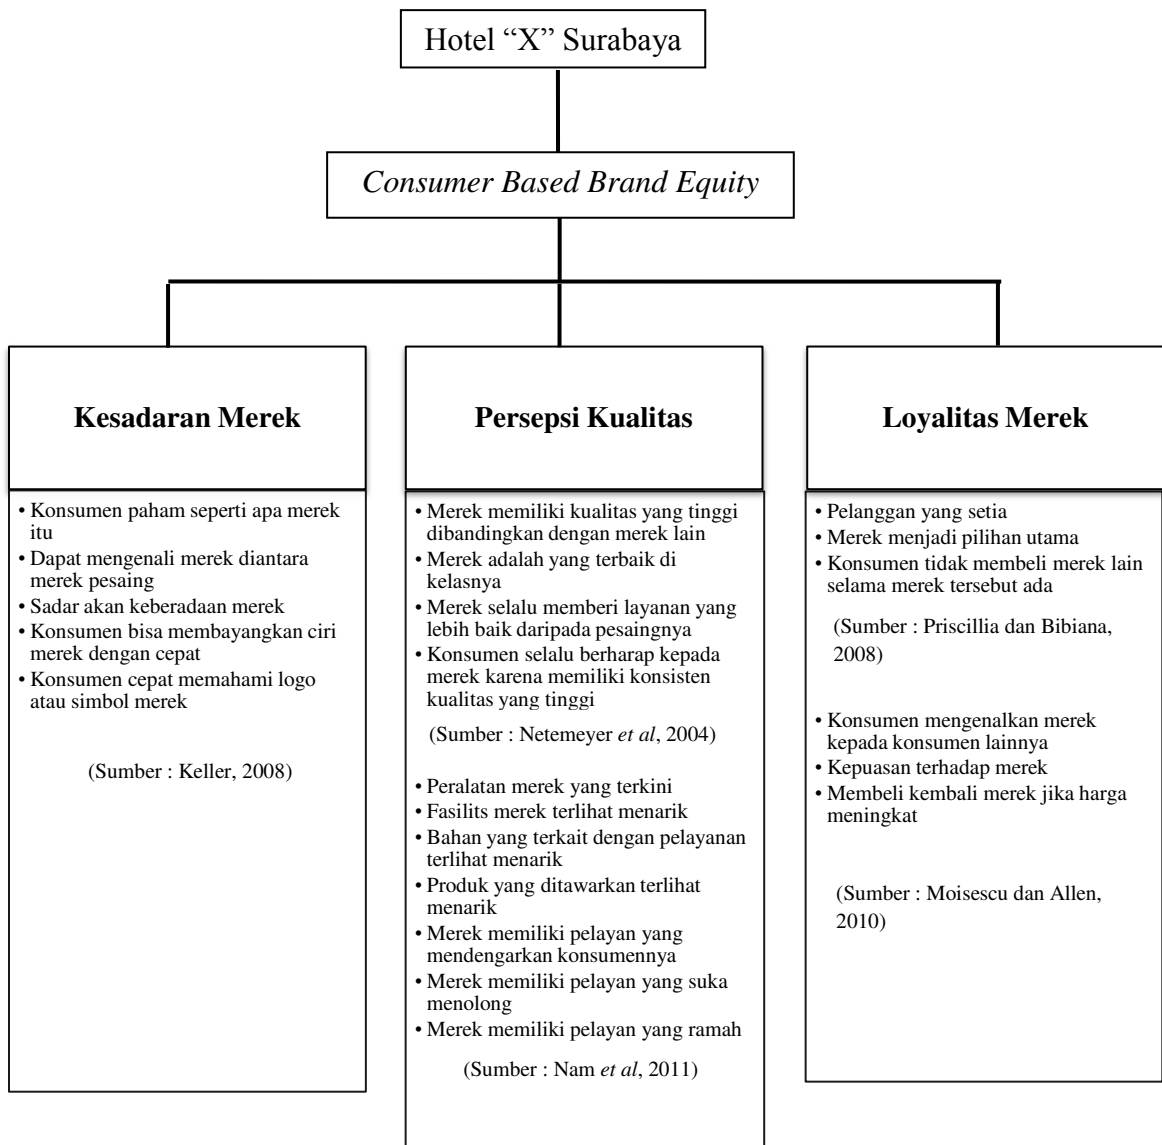 Hotel “X” Surabaya
Consumer Based Brand Equity
Kesadaran Merek
• Konsumen paham seperti apa merek
itu
• Dapat mengenali merek diantara
merek pesaing
• Sadar akan keberadaan merek
• Konsumen bisa membayangkan ciri
merek dengan cepat
• Konsumen cepat memahami logo
atau simbol merek
(Sumber : Keller, 2008)
Persepsi Kualitas
• Merek memiliki kualitas yang tinggi
dibandingkan dengan merek lain
• Merek adalah yang terbaik di
kelasnya
• Merek selalu memberi layanan yang
lebih baik daripada pesaingnya
• Konsumen selalu berharap kepada
merek karena memiliki konsisten
kualitas yang tinggi
(Sumber : Netemeyer et al, 2004)
• Peralatan merek yang terkini
• Fasilits merek terlihat menarik
• Bahan yang terkait dengan pelayanan
terlihat menarik
• Produk yang ditawarkan terlihat
menarik
• Merek memiliki pelayan yang
mendengarkan konsumennya
• Merek memiliki pelayan yang suka
menolong
• Merek memiliki pelayan yang ramah
(Sumber : Nam et al, 2011)
Loyalitas Merek
• Pelanggan yang setia
• Merek menjadi pilihan utama
• Konsumen tidak membeli merek lain
selama merek tersebut ada
(Sumber : Priscillia dan Bibiana,
2008)
• Konsumen mengenalkan merek
kepada konsumen lainnya
• Kepuasan terhadap merek
• Membeli kembali merek jika harga
meningkat
(Sumber : Moisescu dan Allen,
2010)